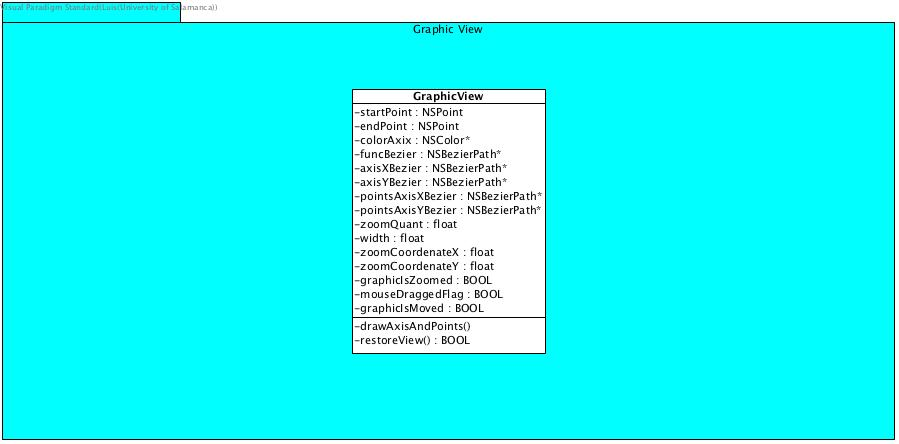 Visual Paradigm Standard(Luis(University of Salamanca))
Graphic View
GraphicView
-startPoint : NSPoint
-endPoint : NSPoint
-colorAxix : NSColor*
-funcBezier : NSBezierPath*
-axisXBezier : NSBezierPath*
-axisYBezier : NSBezierPath*
-pointsAxisXBezier : NSBezierPath*
-pointsAxisYBezier : NSBezierPath*
-zoomQuant : float
-width : float
-zoomCoordenateX : float
-zoomCoordenateY : float
-graphicIsZoomed : BOOL
-mouseDraggedFlag : BOOL
-graphicIsMoved : BOOL
-drawAxisAndPoints()
-restoreView() : BOOL